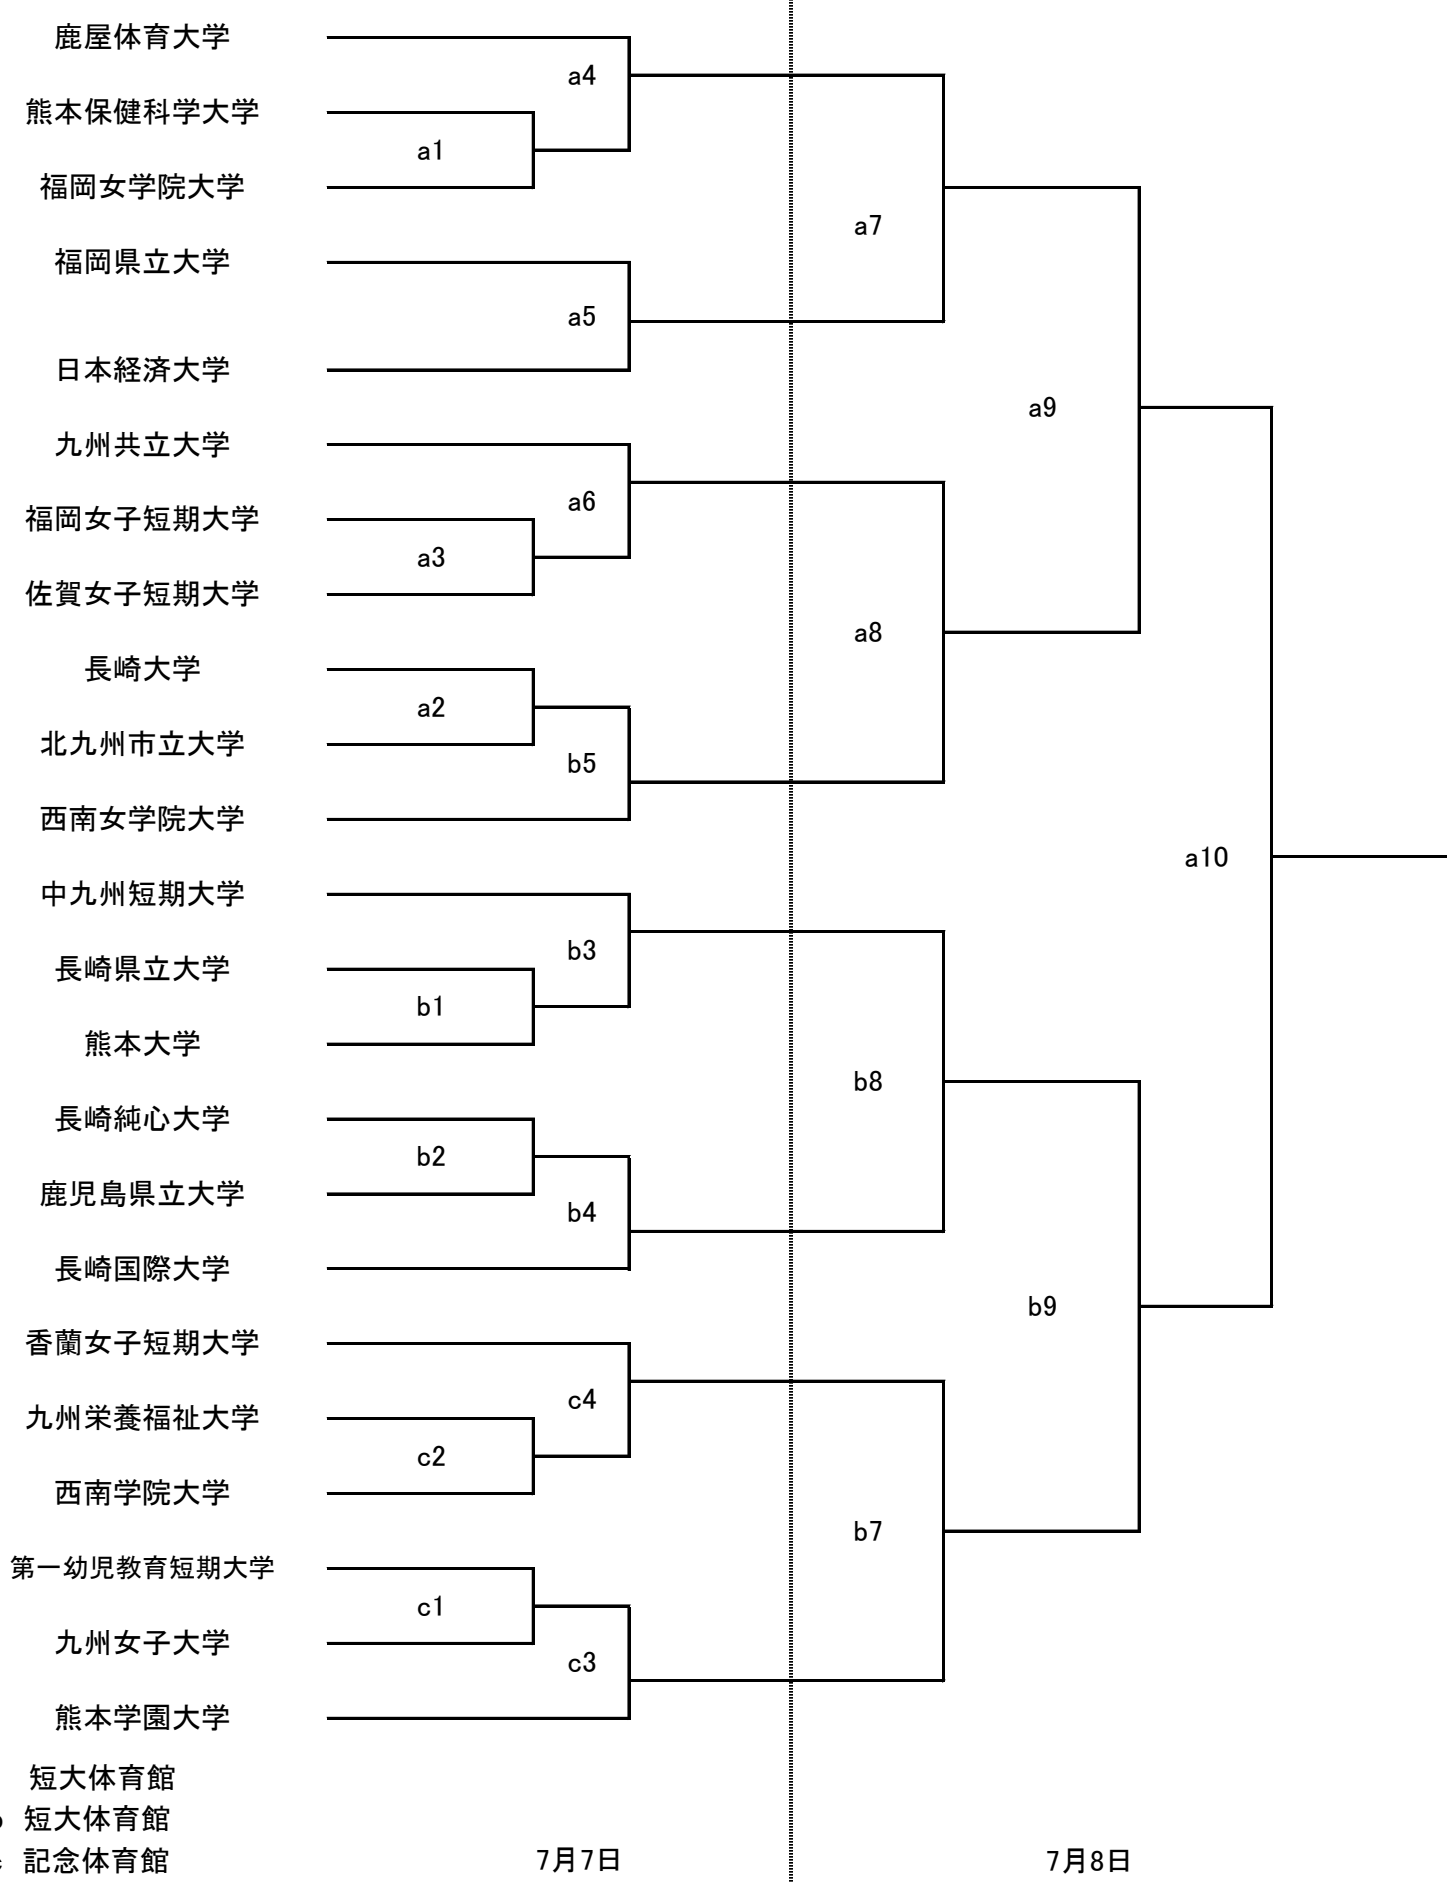 鹿屋体育大学
a4
熊本保健科学大学
a1
福岡女学院大学
a7
福岡県立大学
a5
日本経済大学
a9
九州共立大学
a6
福岡女子短期大学
a3
佐賀女子短期大学
a8
長崎大学
a2
北九州市立大学
b5
西南女学院大学
a10
中九州短期大学
b3
長崎県立大学
b1
熊本大学
b8
長崎純心大学
b2
鹿児島県立大学
b4
長崎国際大学
b9
香蘭女子短期大学
c4
九州栄養福祉大学
c2
西南学院大学
b7
第一幼児教育短期大学
c1
九州女子大学
c3
熊本学園大学
短大体育館
短大体育館
記念体育館
7月7日
7月8日